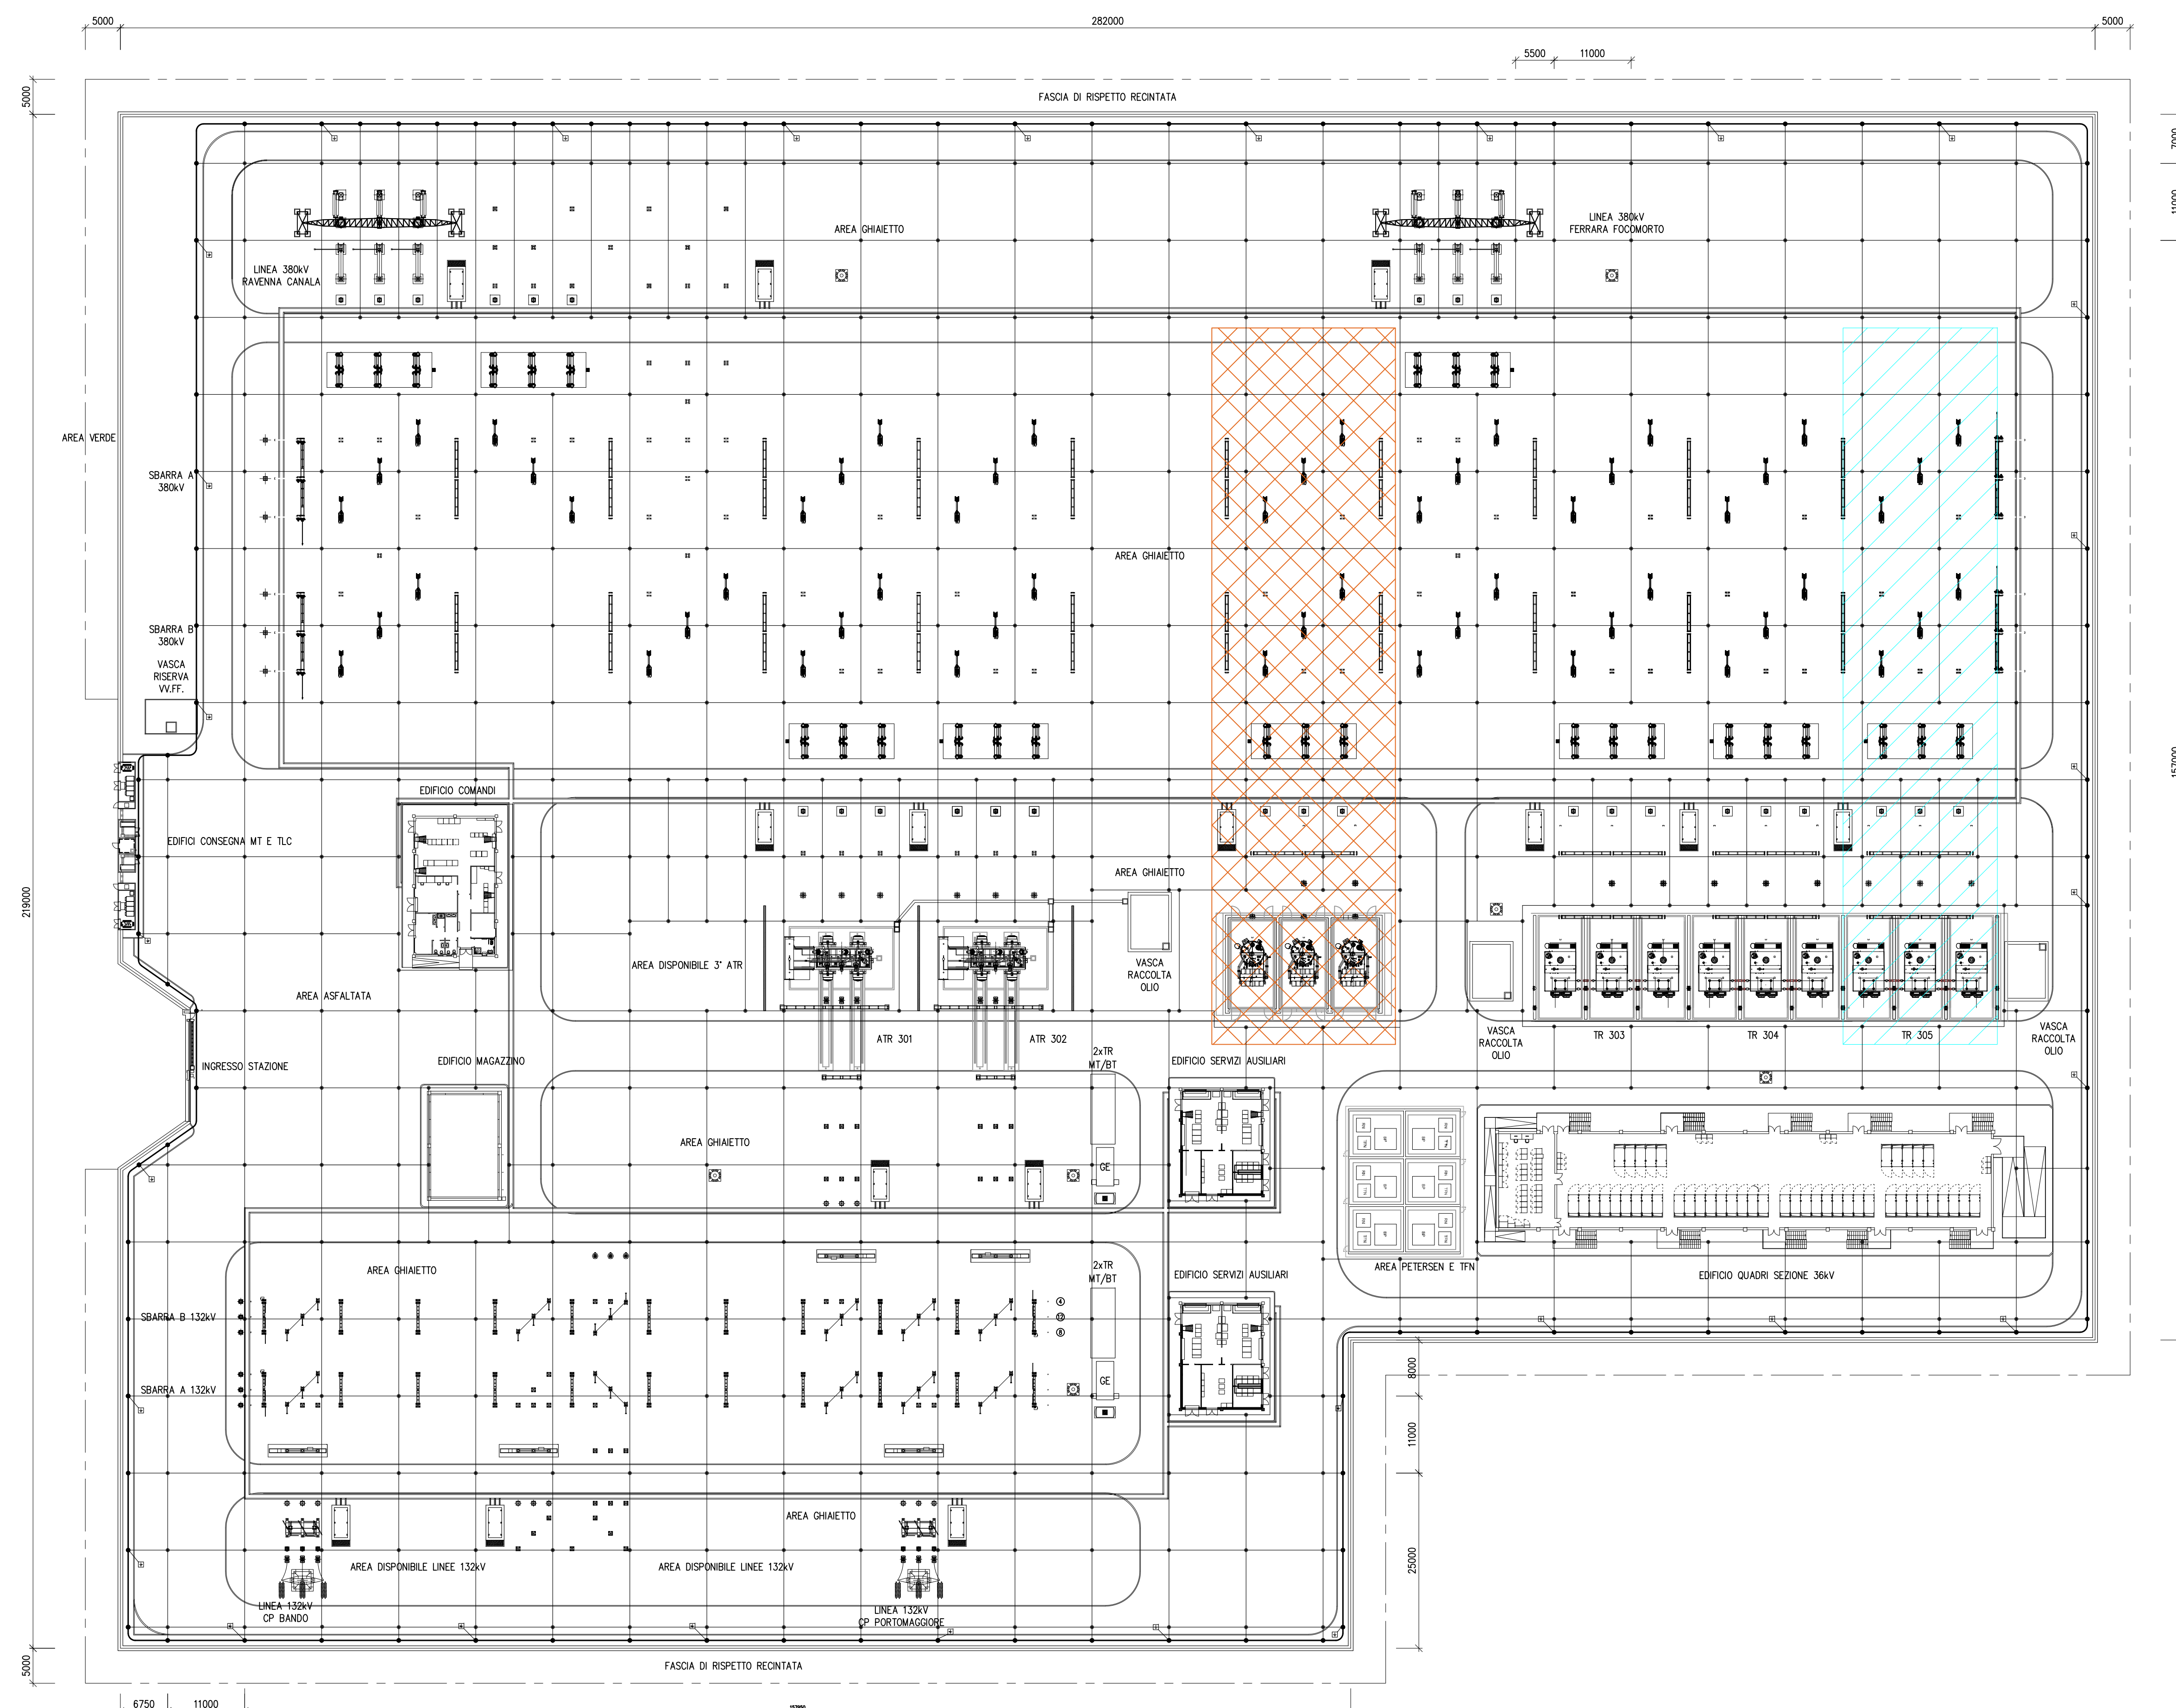 5000
282000
5000
5500
11000
5000
FASCIA DI RISPETTO RECINTATA
7000
11000
LINEA 380kV
RAVENNA CANALA
AREA GHIAIETTO
LINEA 380kV
FERRARA FOCOMORTO
AREA VERDE
SBARRA A
380kV
AREA GHIAIETTO
SBARRA B
380kV
VASCA
RISERVA
VV.FF.
157000
EDIFICIO COMANDI
EDIFICI CONSEGNA MT E TLC
219000
AREA GHIAIETTO
AREA DISPONIBILE 3° ATR
VASCA
RACCOLTA
OLIO
AREA ASFALTATA
ATR 301
ATR 302
VASCA
RACCOLTA
OLIO
TR 303
TR 304
TR 305
VASCA
RACCOLTA
OLIO
INGRESSO STAZIONE
EDIFICIO MAGAZZINO
2xTR
MT/BT
EDIFICIO SERVIZI AUSILIARI
AREA GHIAIETTO
GE
AREA GHIAIETTO
2xTR
MT/BT
EDIFICIO SERVIZI AUSILIARI
AREA PETERSEN E TFN
EDIFICIO QUADRI SEZIONE 36kV
SBARRA B 132kV
4
12
8
SBARRA A 132kV
GE
8000
11000
AREA GHIAIETTO
AREA DISPONIBILE LINEE 132kV
AREA DISPONIBILE LINEE 132kV
25000
LINEA 132kV
CP BANDO
LINEA 132kV
CP PORTOMAGGIORE
5000
FASCIA DI RISPETTO RECINTATA
6750
11000